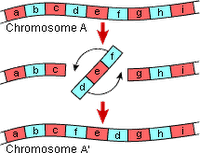 a b c d e f g h i
Chromosome A
a b c d e f g h i
a b c f e d g h i
Chromosome A'